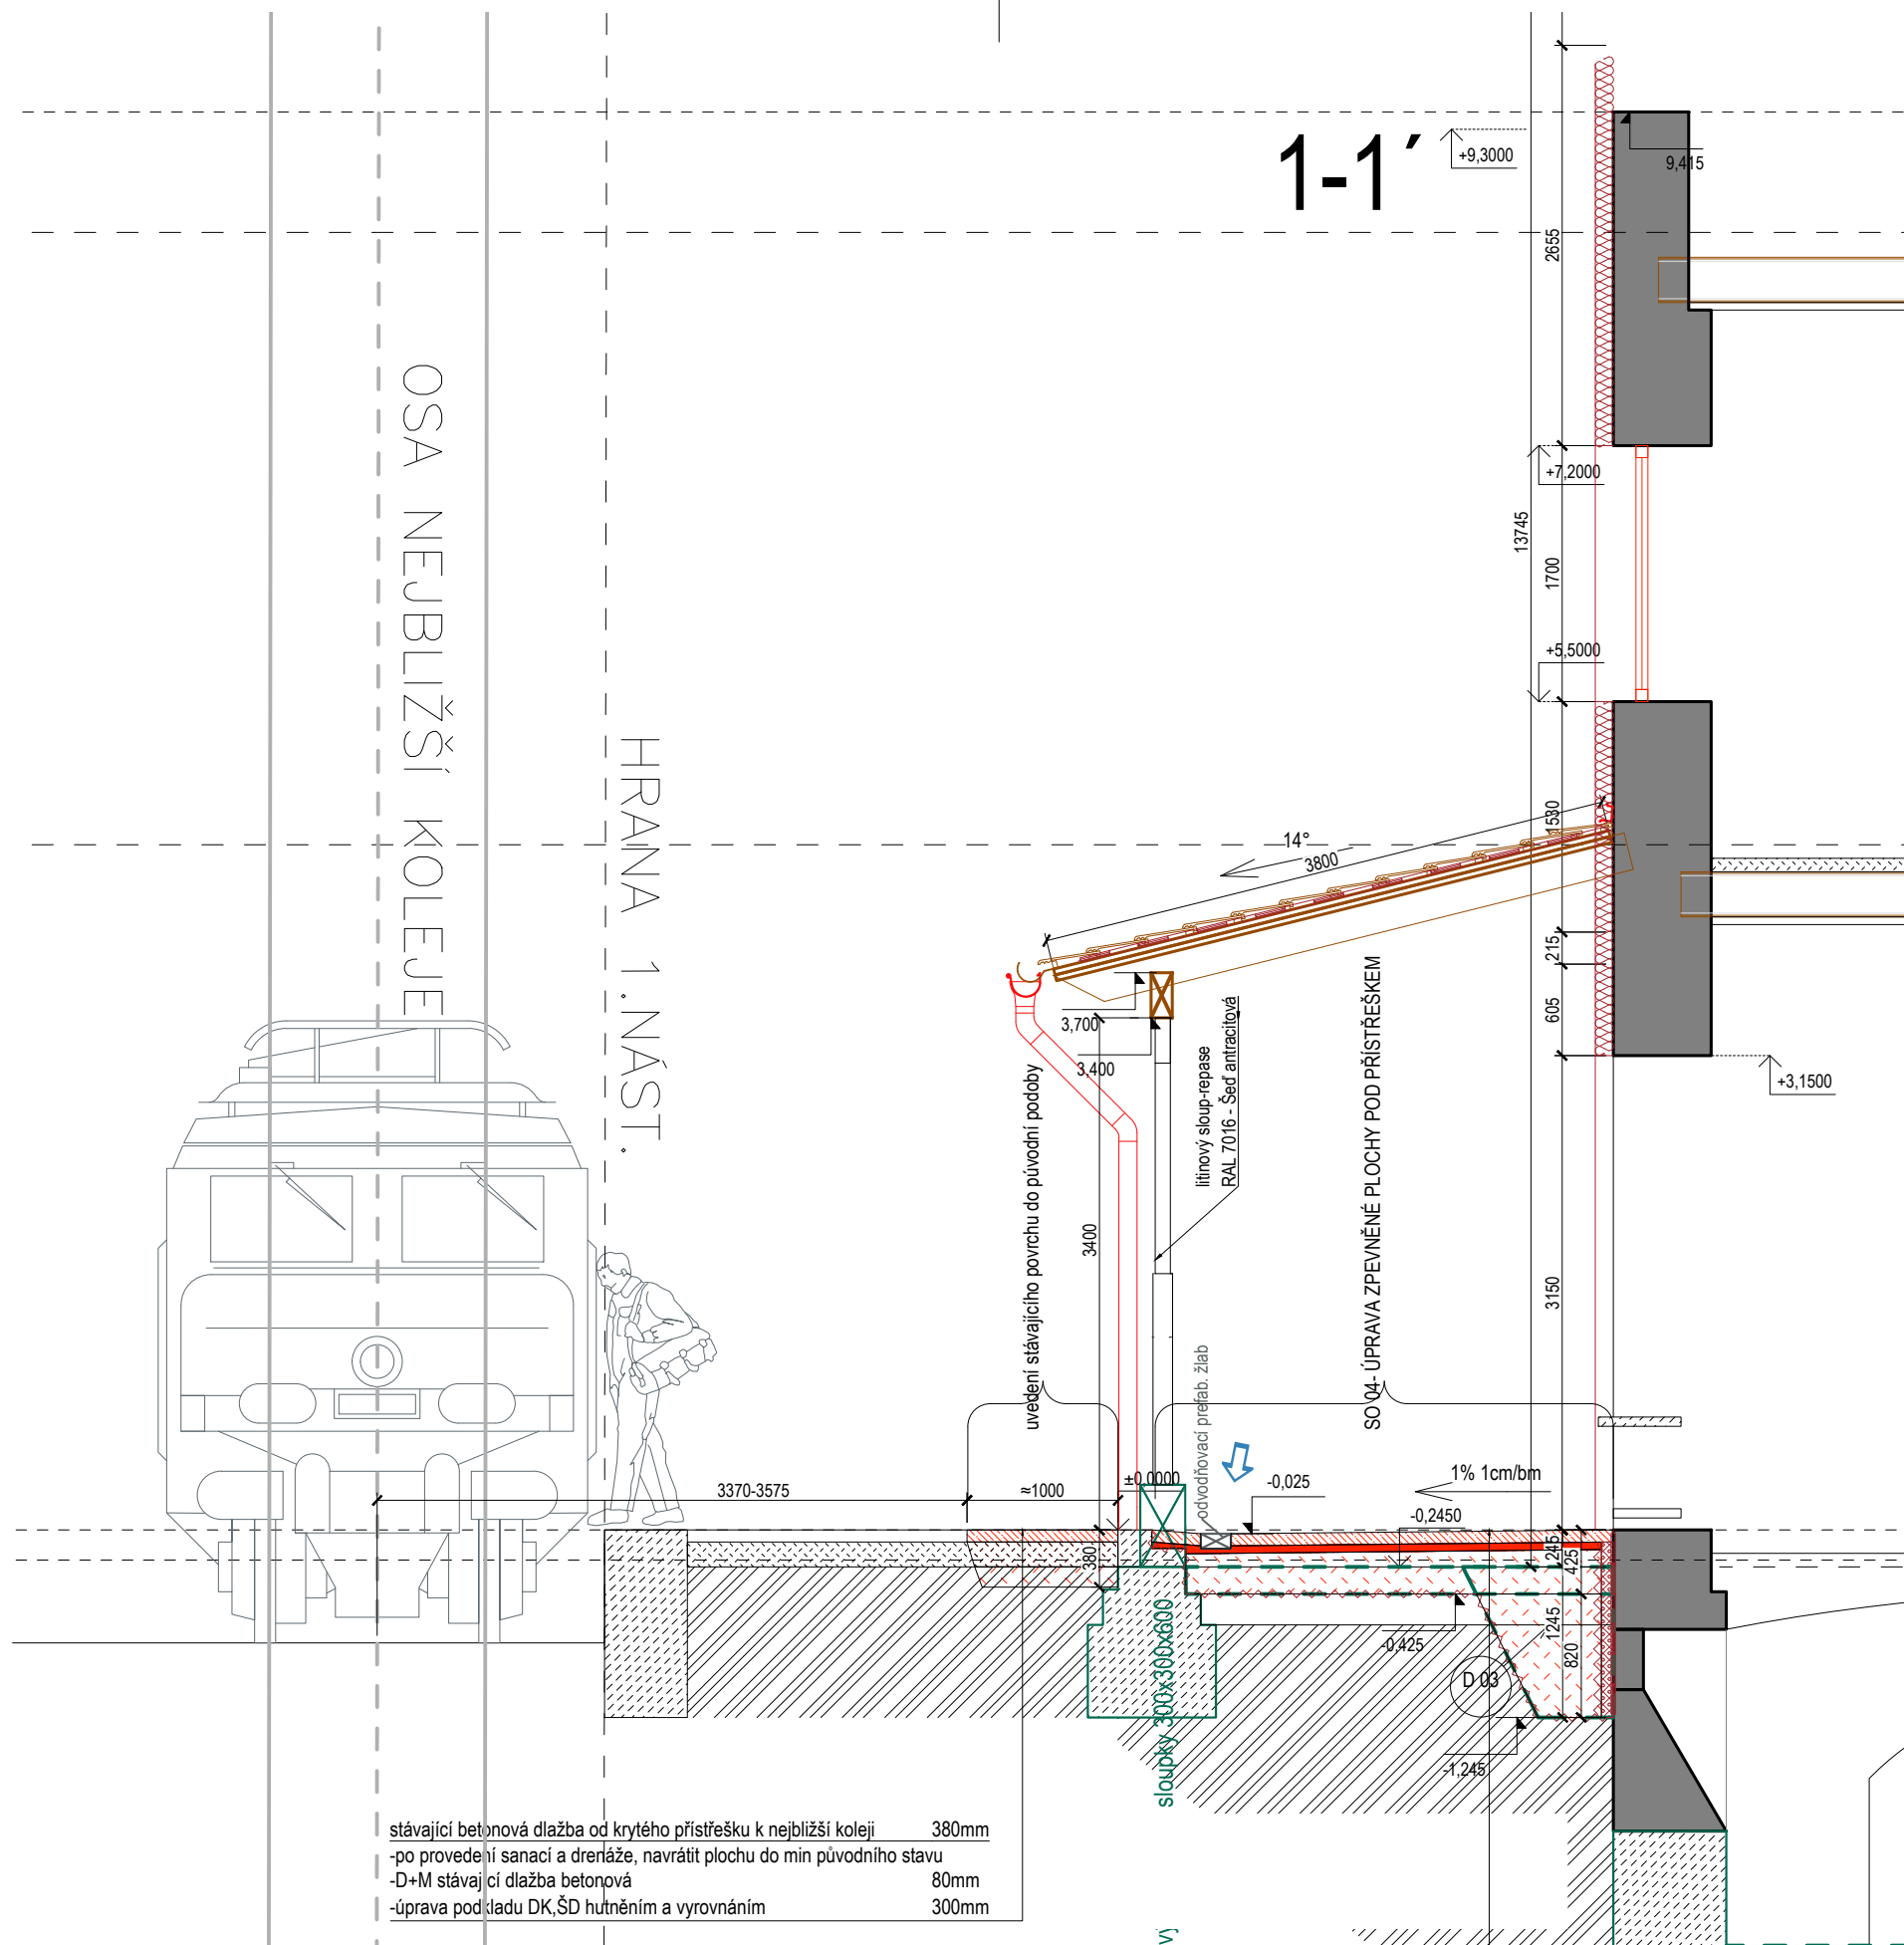 1-1´
+9,3000
9,415
2655
OSA NEJBLIŽŠÍ KOLEJE
HRANA 1.NÁST.
+7,2000
13745
1700
+5,5000
1530
14°
3800
215
605
3,700
3,400
+3,1500
litinový sloup-repase
RAL 7016 - Šeď antracitová
uvedení stávajícího povrchu do původní podoby
SO 04- ÚPRAVA ZPEVNĚNÉ PLOCHY POD PŘÍSTŘEŠKEM
3400
3150
odvodňovací prefab. žlab
3370-3575
≈1000
±0,0000
-0,025
1% 1cm/bm
-0,2450
380
245
425
1245
820
-0,425
D 03
-1,245
sloupky 300x300x600
stávající betonová dlažba od krytého přístřešku k nejbližší koleji 380mm
-po provedení sanací a drenáže, navrátit plochu do min původního stavu
-D+M stávající dlažba betonová 80mm
-úprava podkladu DK,ŠD hutněním a vyrovnáním 300mm